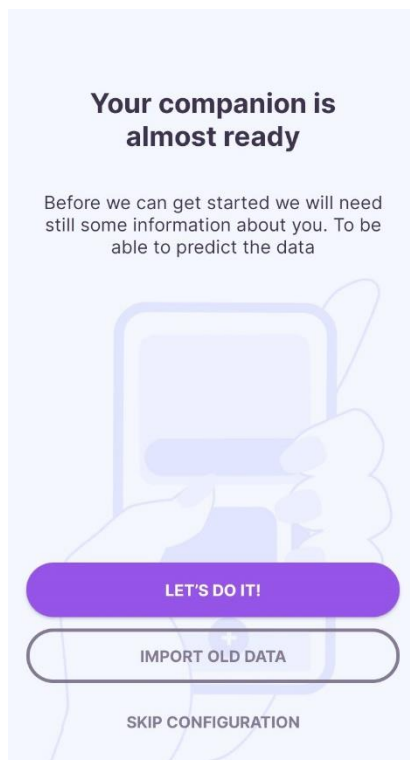 Your companion is
almost ready
Before we can get started we will need
still some information about you. To be
able to predict the data
LET'S DO IT!
IMPORT OLD DATA
SKIP CONFIGURATION